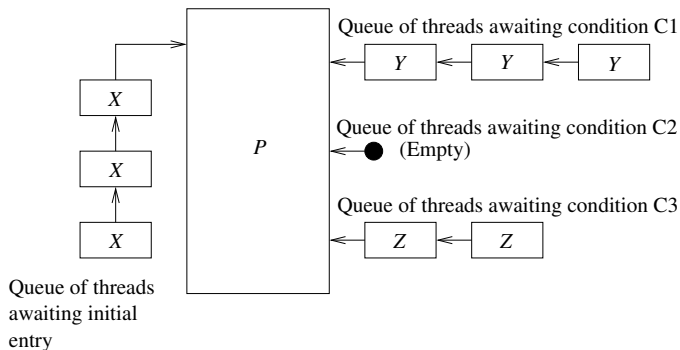 Queue of threads awaiting condition C1
Y Y Y
X
Queue of threads awaiting condition C2
P
(Empty)
X
Queue of threads awaiting condition C3
X
Z Z
Queue of threads
awaiting initial
entry